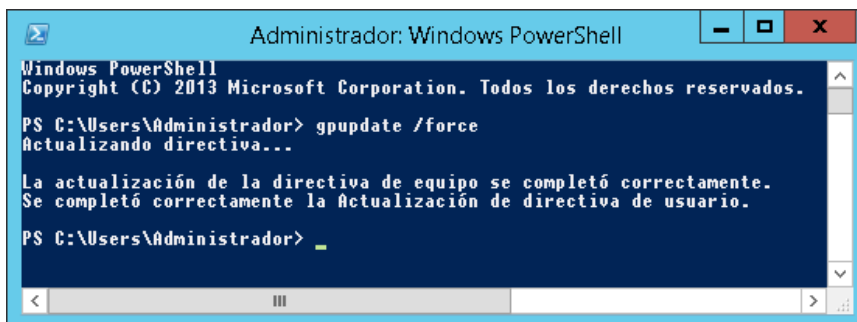 Administrador: Windows PowerShell
Windows PowerShell
Copyright (C) 2013 Microsoft Corporation. Todos los derechos reservados.
PS C:\Users\Administrador> gpupdate /force
Actualizando directiva...
La actualización de la directiva de equipo se completó correctamente.
Se completó correctamente la Actualización de directiva de usuario.
PS C:\Users\Administrador> _